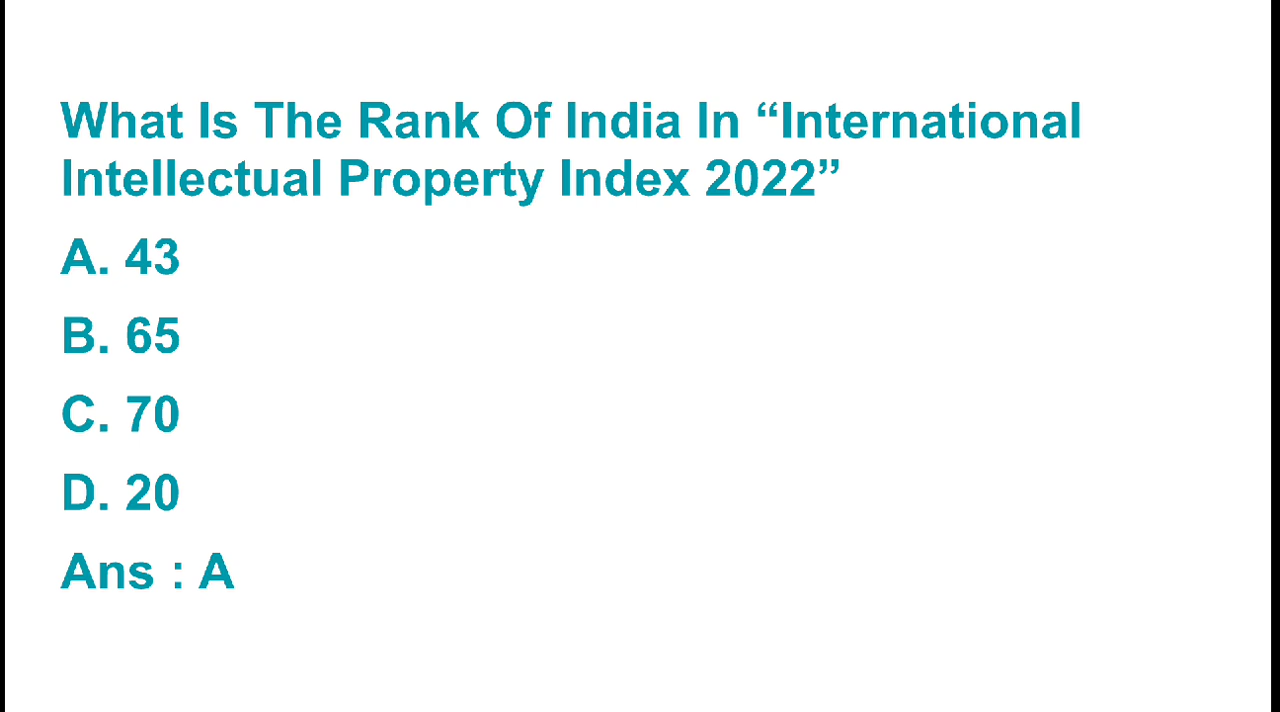 What Is The Rank Of India In “International
Intellectual Property Index 2022”
A. 43
B. 65
C. 70
D. 20
Ans : A